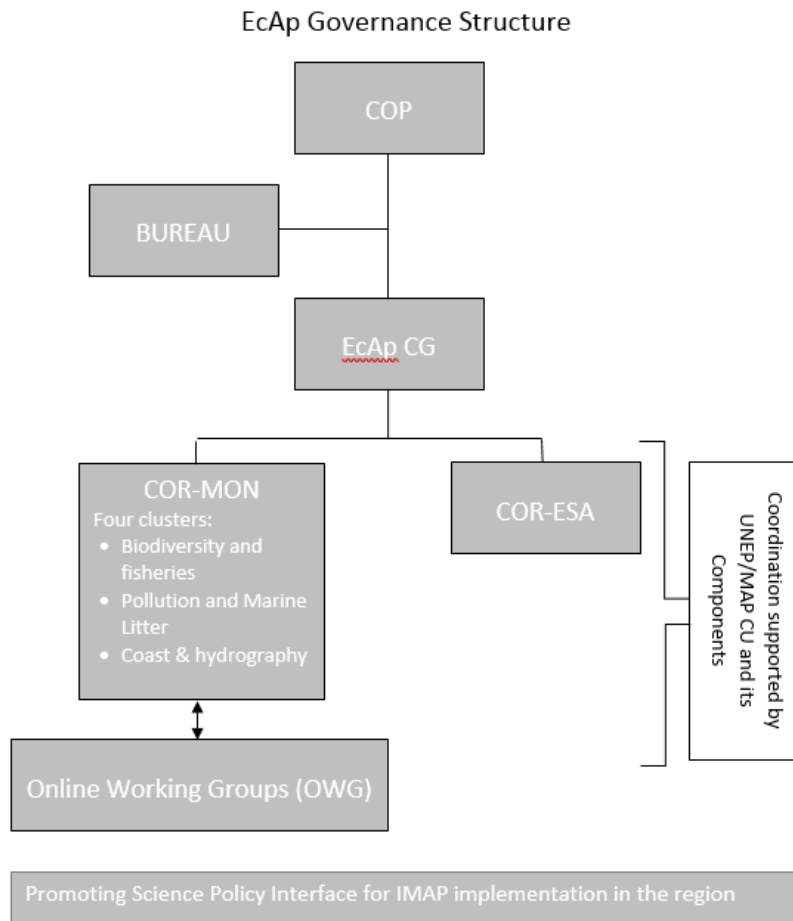 EcAp Governance Structure
COP
BUREAU
EcAp CG
COR-MON
Four clusters:
• Biodiversity and
fisheries
• Pollution and Marine
Litter
• Coast & hydrography
COR-ESA
Coordination supported by
UNEP/MAP CU and its
Components
Online Working Groups (OWG)
Promoting Science Policy Interface for IMAP implementation in the region